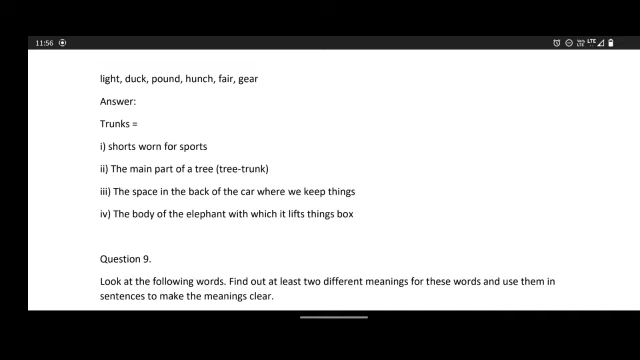 11:56
LTE
light, duck, pound, hunch, fair, gear
Answer:
Trunks =
i) shorts worn for sports
ii) The main part of a tree (tree-trunk)
iii) The space in the back of the car where we keep things
iv) The body of the elephant with which it lifts things box
Question 9.
Look at the following words. Find out at least two different meanings for these words and use them in
sentences to make the meanings clear.